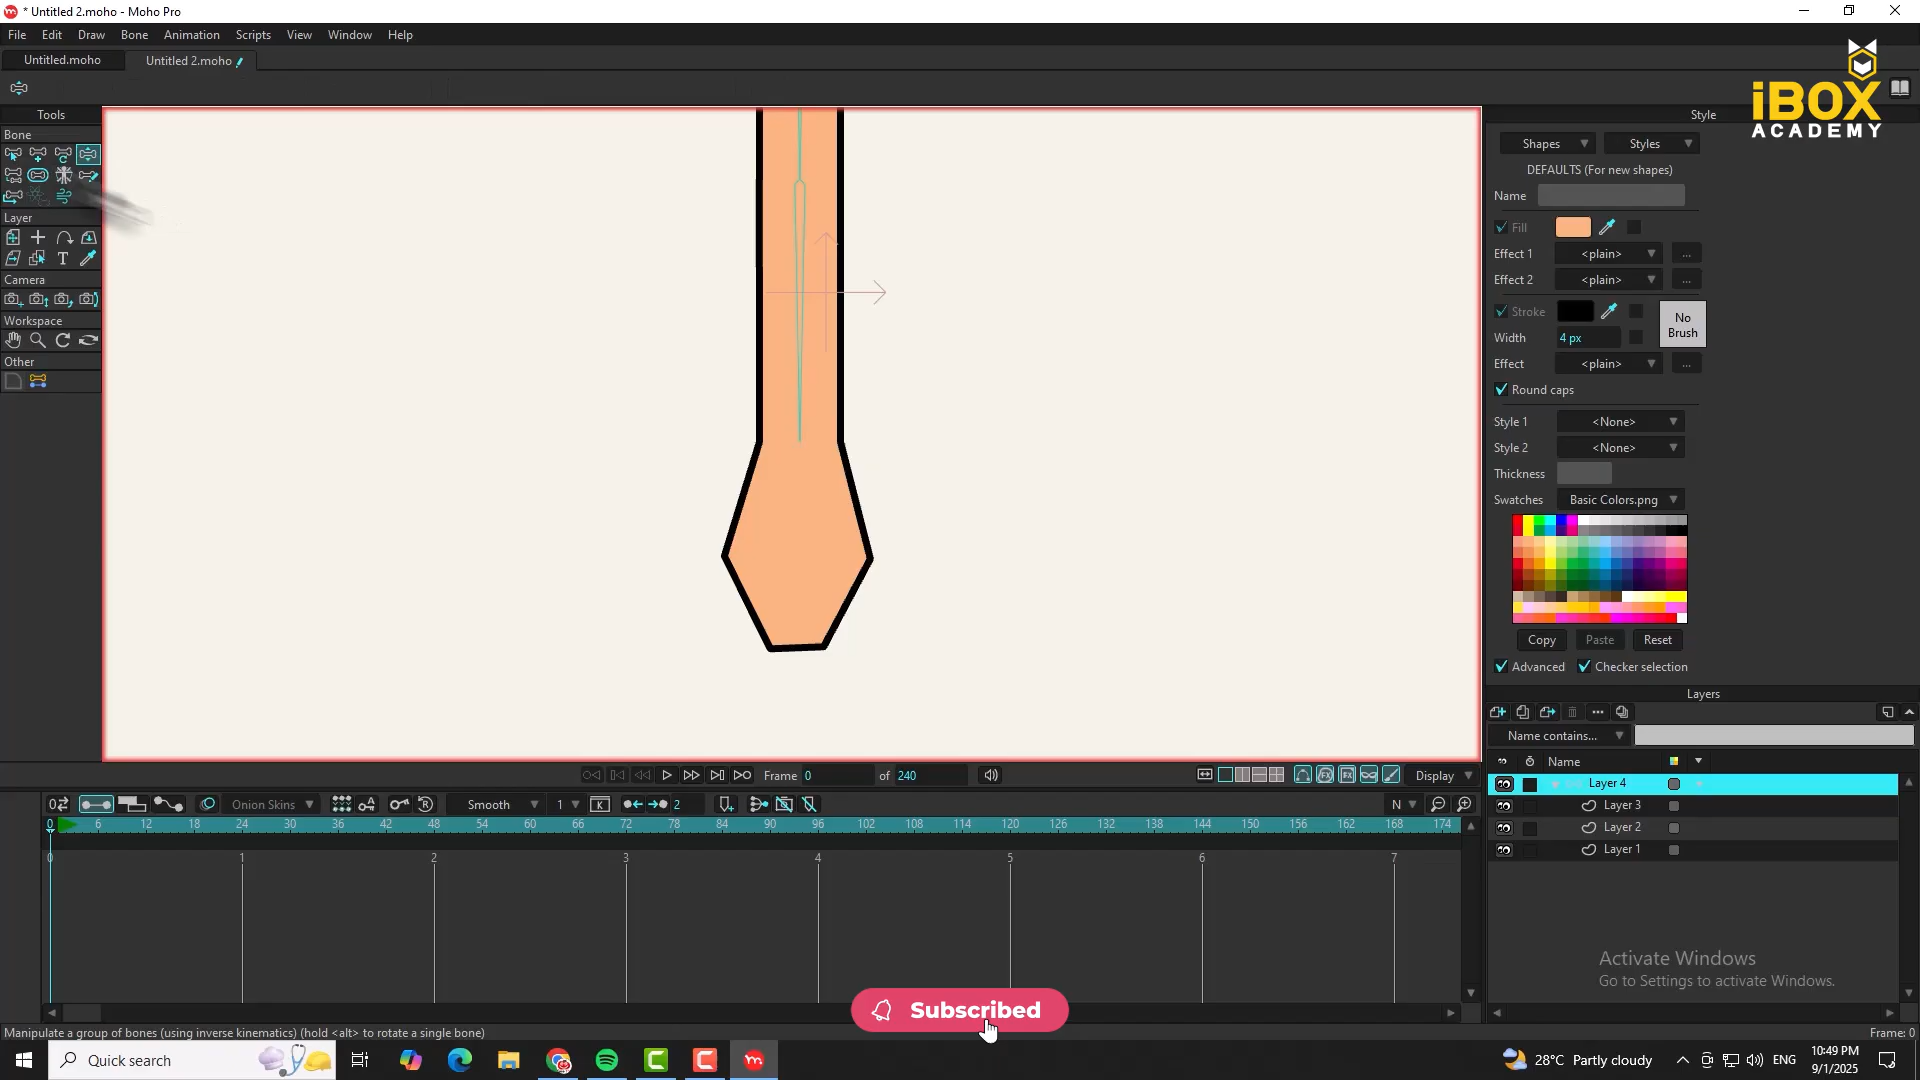 * Untitled 2.moho - Moho Pro
File Edit Draw Bone Animation Scripts View Window Help
Untitled.moho Untitled 2.moho
iBOX
ACADEMY
Tools
Bone
Layer
Camera
Workspace
Other
Style
Shapes Styles
DEFAULTS (For new shapes)
Name
Fill
Effect 1 <plain> ...
Effect 2 <plain> ...
Stroke No Brush
Width 4 px
Effect <plain> ...
Round caps
Style 1 <None>
Style 2 <None>
Thickness
Swatches Basic Colors.png
Copy Paste Reset
Advanced Checker selection
Layers
Name contains...
Name
Layer 4
Layer 3
Layer 2
Layer 1
Frame 0 of 240 Display
Onion Skins Smooth 1 K 2 N
0 6 12 18 24 30 36 42 48 54 60 66 72 78 84 90 96 102 108 114 120 126 132 138 144 150 156 162 168 174
0 1 2 3 4 5 6 7
Activate Windows
Go to Settings to activate Windows.
Subscribed
Manipulate a group of bones (using inverse kinematics) (hold <alt> to rotate a single bone) Frame: 0
Quick search
28°C Partly cloudy
ENG
10:49 PM
9/1/2025